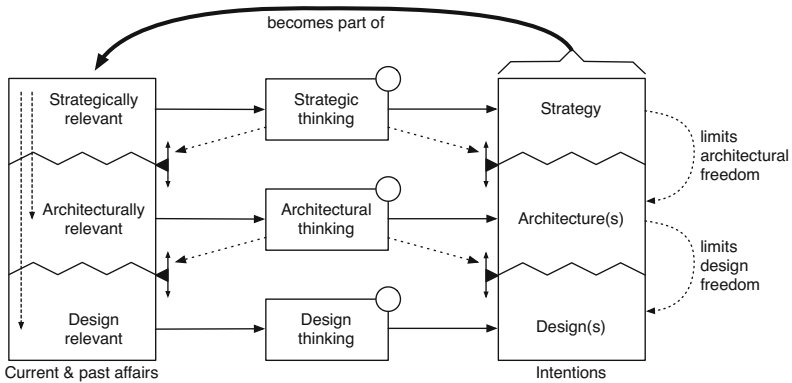 becomes part of
Strategically
relevant
Strategic
thinking
Strategy
limits
architectural
freedom
Architecturally
relevant
Architectural
thinking
Architecture(s)
limits
design
freedom
Design
relevant
Design
thinking
Design(s)
Current & past affairs
Intentions